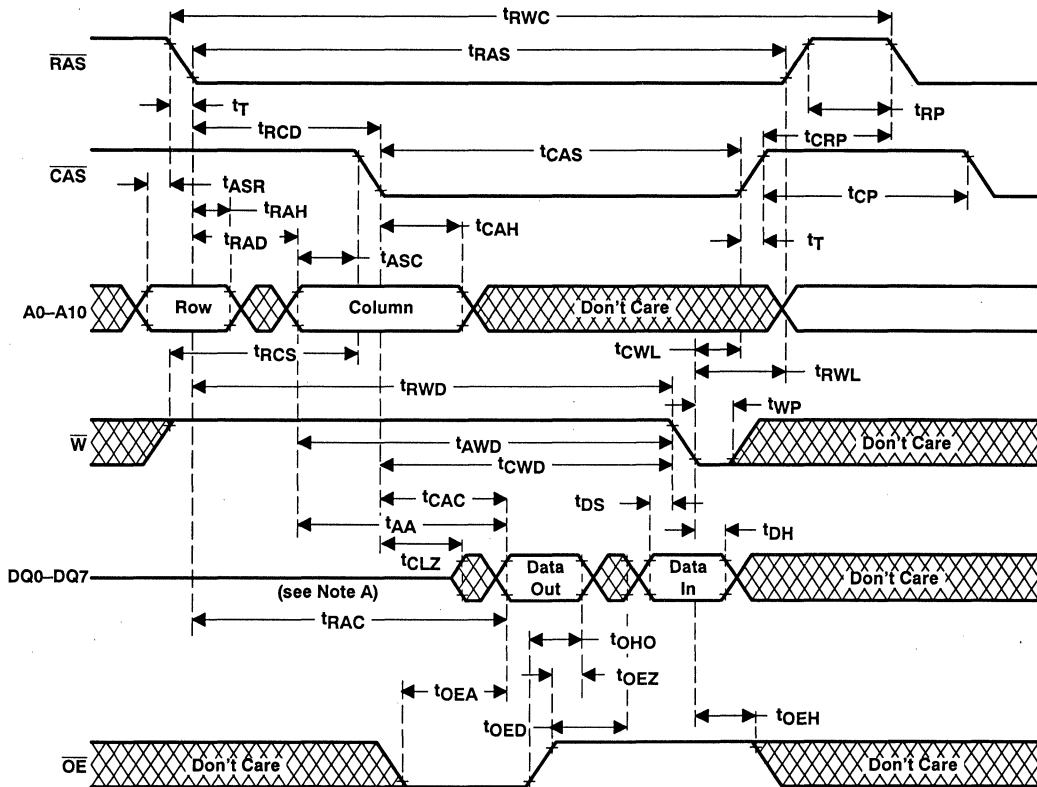 tRWC
RAS
tRAS
tT
tRP
tRCD
tCRP
CAS
tCAS
tASR
tCP
tRAH
tCAH
tRAD
tT
tASC
A0–A10
Row
Column
Don't Care
tRCS
tCWL
tRWD
tRWL
tWP
W
tAWD
Don't Care
tCWD
tCAC
tDS
tAA
tDH
tCLZ
DQ0–DQ7
Data
Out
Data
In
Don't Care
(see Note A)
tRAC
tOHO
tOEZ
tOEA
tOED
tOEH
OE
Don't Care
Don't Care